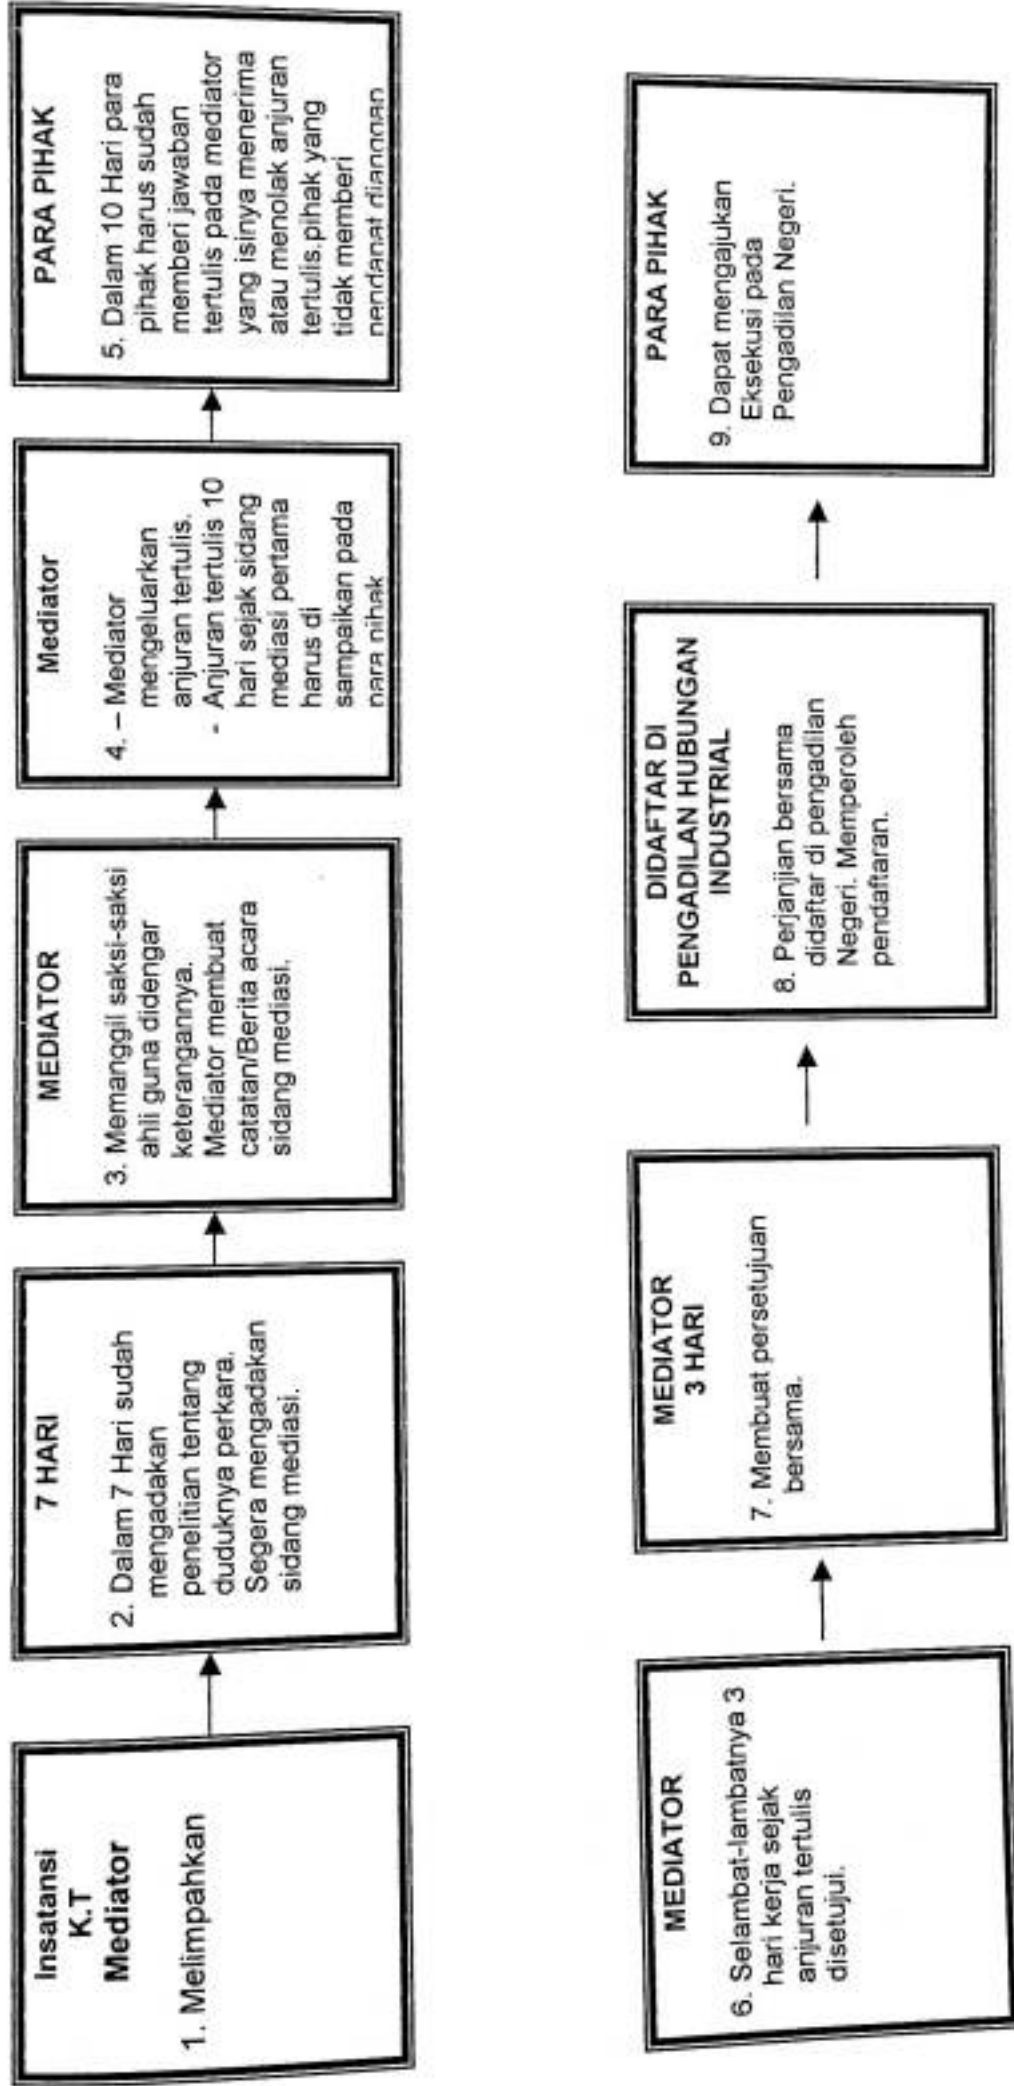 Insatansi
K.T
Mediator
1. Melimpahkan
7 HARI
2. Dalam 7 Hari sudah
mengadakan
penelitian tentang
duduknya perkara.
Segera mengadakan
sidang mediasi.
MEDIATOR
3. Memanggil saksi-saksi
ahli guna didengar
keterangannya.
Mediator membuat
catatan/Berita acara
sidang mediasi.
Mediator
4. – Mediator
mengeluarkan
anjuran tertulis.
- Anjuran tertulis 10
hari sejak sidang
mediasi pertama
harus di
sampaikan pada
para pihak
PARA PIHAK
5. Dalam 10 Hari para
pihak harus sudah
memberi jawaban
tertulis pada mediator
yang isinya menerima
atau menolak anjuran
tertulis.pihak yang
tidak memberi
pendapat dianggap
MEDIATOR
6. Selambat-lambatnya 3
hari kerja sejak
anjuran tertulis
disetujui.
MEDIATOR
3 HARI
7. Membuat persetujuan
bersama.
DIDAFTAR DI
PENGADILAN HUBUNGAN
INDUSTRIAL
8. Perjanjian bersama
didaftar di pengadilan
Negeri. Memperoleh
pendaftaran.
PARA PIHAK
9. Dapat mengajukan
Eksekusi pada
Pengadilan Negeri.